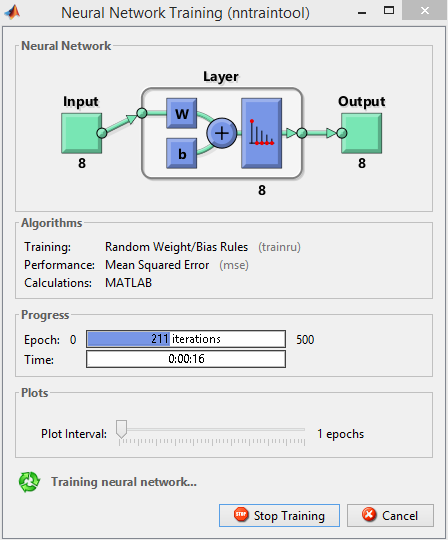 Neural Network Training (nntraintool)
Neural Network
Layer
Input
Output
W
b
+
8
8
8
Algorithms
Training: Random Weight/Bias Rules (trainru)
Performance: Mean Squared Error (mse)
Calculations: MATLAB
Progress
Epoch: 0 211 iterations 500
Time: 0:00:16
Plots
Plot Interval: 1 epochs
Training neural network...
STOP Stop Training Cancel